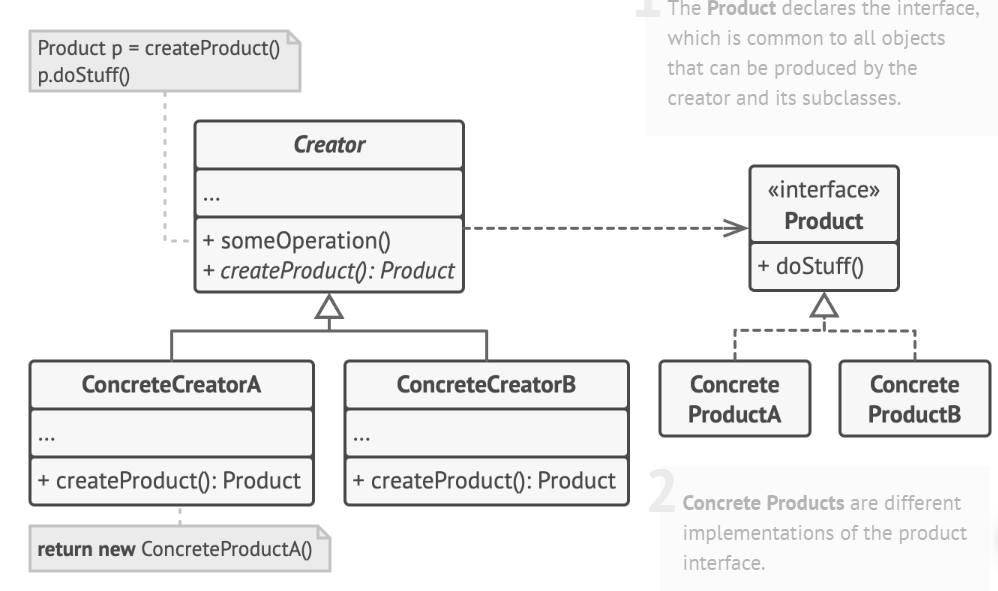 1
The Product declares the interface,
which is common to all objects
that can be produced by the
creator and its subclasses.
Product p = createProduct()
p.doStuff()
Creator
...
+ someOperation()
+ createProduct(): Product
«interface»
Product
+ doStuff()
ConcreteCreatorA
...
+ createProduct(): Product
ConcreteCreatorB
...
+ createProduct(): Product
Concrete
ProductA
Concrete
ProductB
return new ConcreteProductA()
2
Concrete Products are different
implementations of the product
interface.